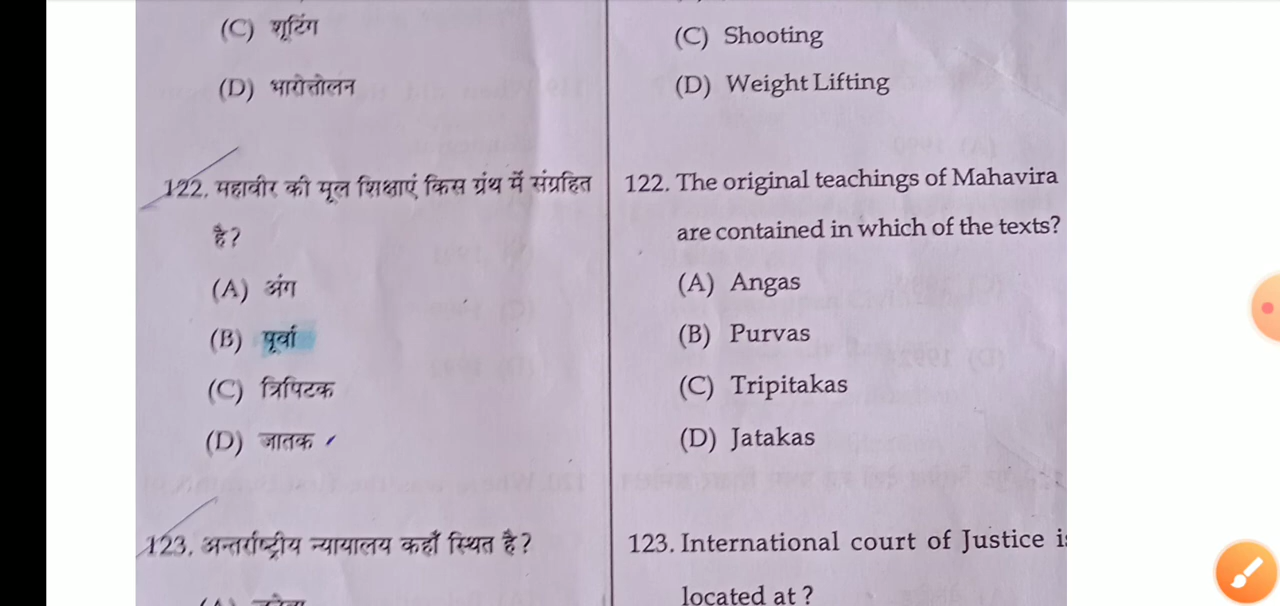 (C) शूटिंग
(D) भारोत्तोलन
122. महावीर की मूल शिक्षाएं किस ग्रंथ में संग्रहित
है?
(A) अंग
(B) पूर्वा
(C) त्रिपिटक
(D) जातक
123. अन्तर्राष्ट्रीय न्यायालय कहाँ स्थित है?
(C) Shooting
(D) Weight Lifting
122. The original teachings of Mahavira
are contained in which of the texts?
(A) Angas
(B) Purvas
(C) Tripitakas
(D) Jatakas
123. International court of Justice i
located at ?